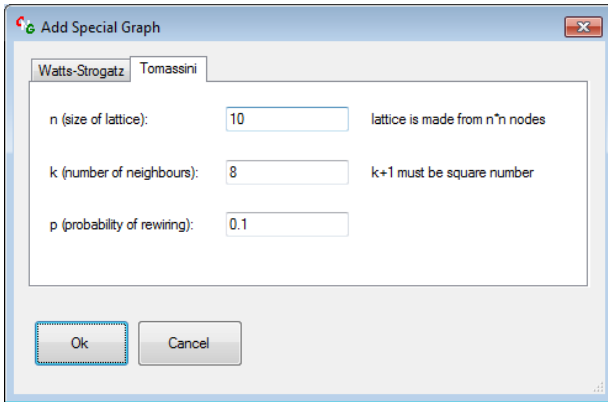 Add Special Graph
Watts-Strogatz Tomassini
n (size of lattice): 10 lattice is made from n*n nodes
k (number of neighbours): 8 k+1 must be square number
p (probability of rewiring): 0.1
Ok Cancel